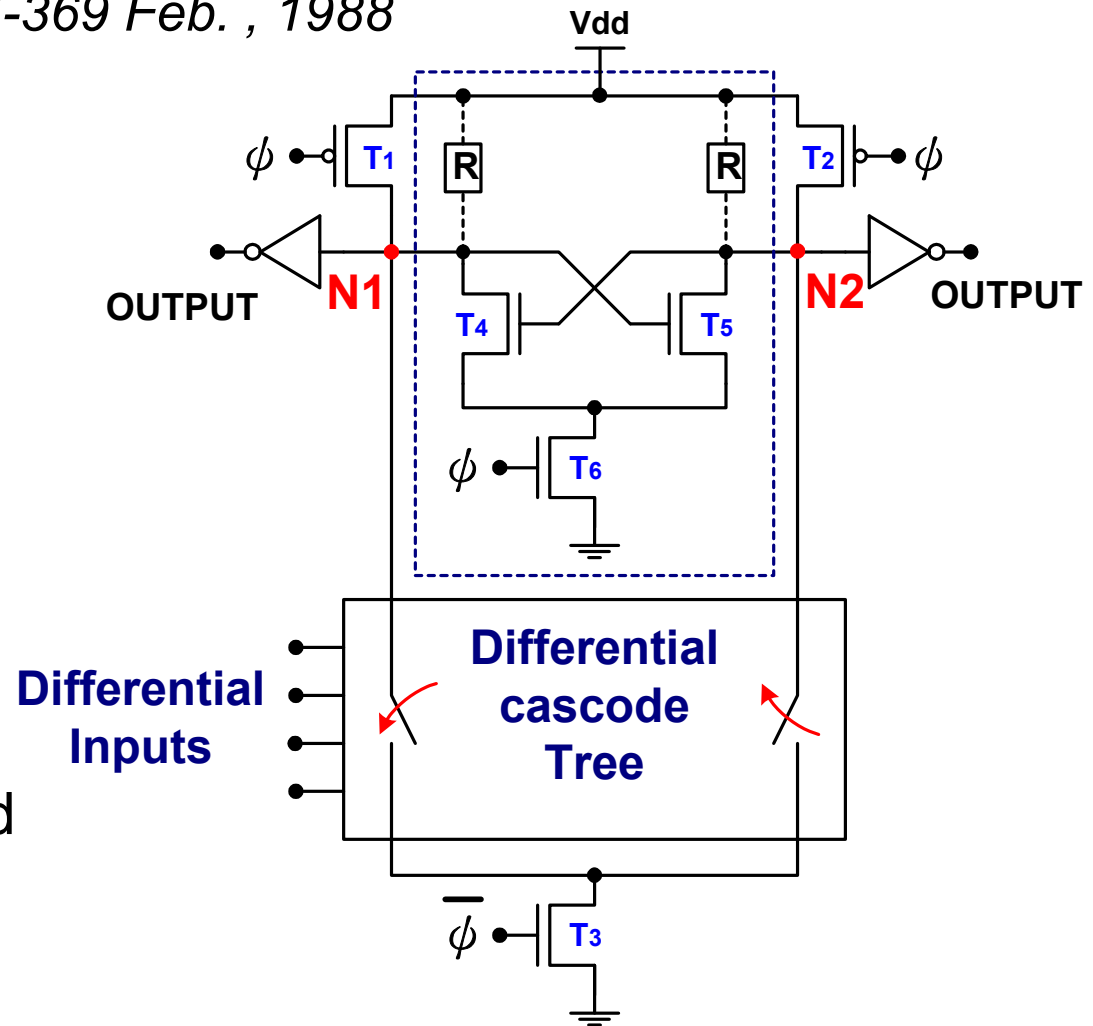 -369 Feb. , 1988
Vdd
ϕ T1 R R T2 ϕ
OUTPUT N1 N2 OUTPUT
T4 T5
ϕ T6
Differential Inputs
Differential cascode Tree
d
ϕ̅ T3